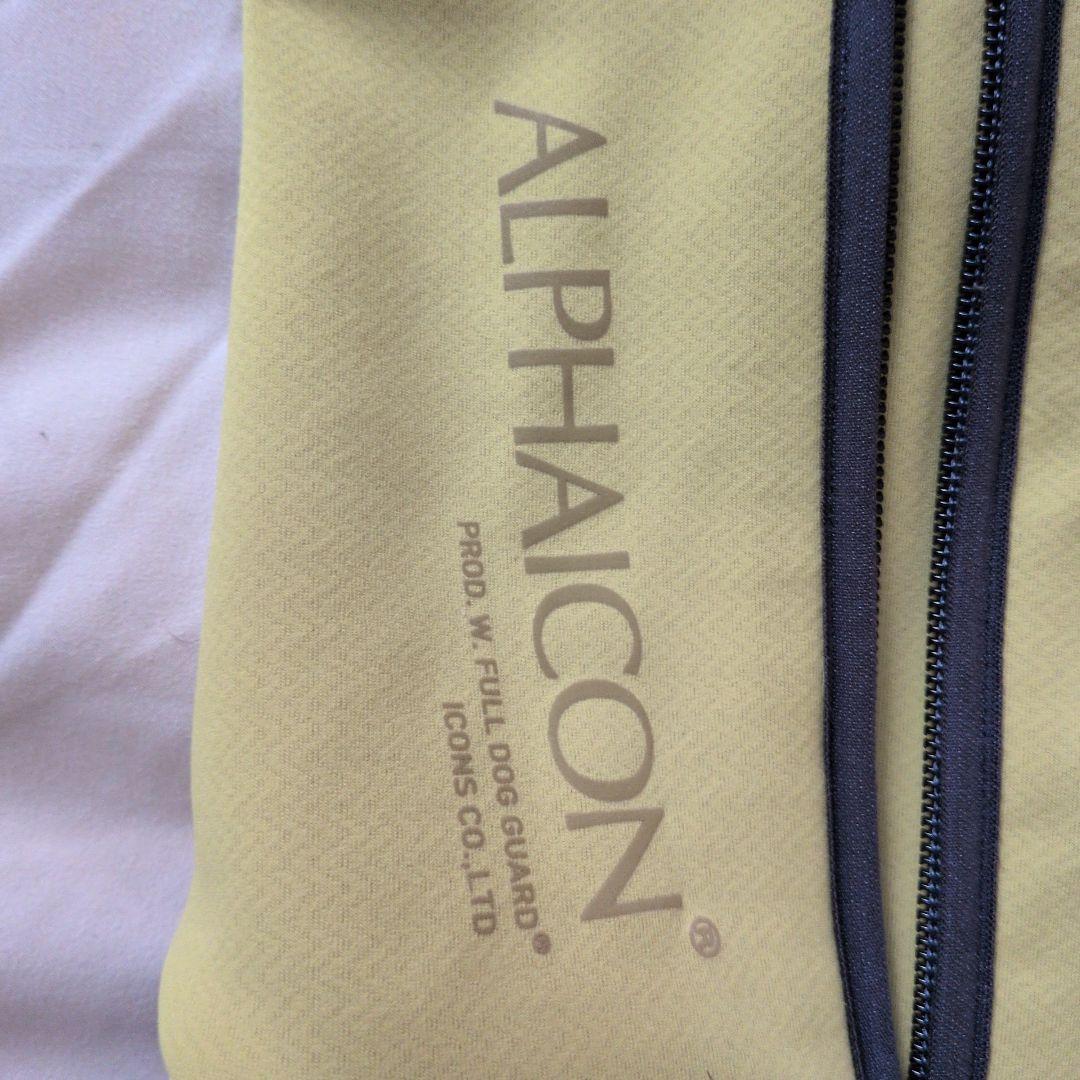 ALPHAICON®
PROD. W. FULL DOG GUARD®
ICONS CO.,LTD